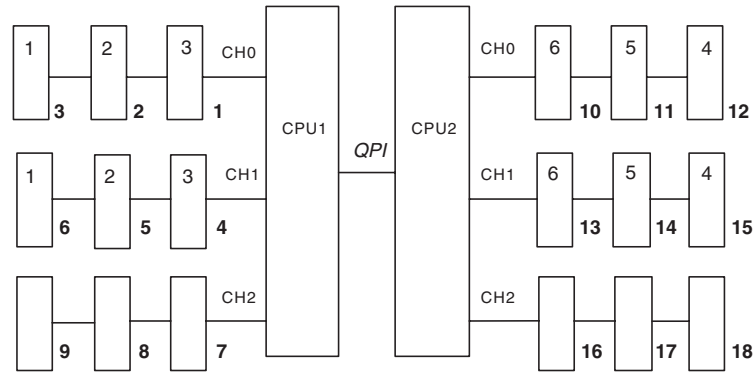 1 2 3 CH0 CH0 6 5 4
3 2 1 10 11 12
CPU1 QPI CPU2
1 2 3 CH1 CH1 6 5 4
6 5 4 13 14 15
CH2 CH2
9 8 7 16 17 18